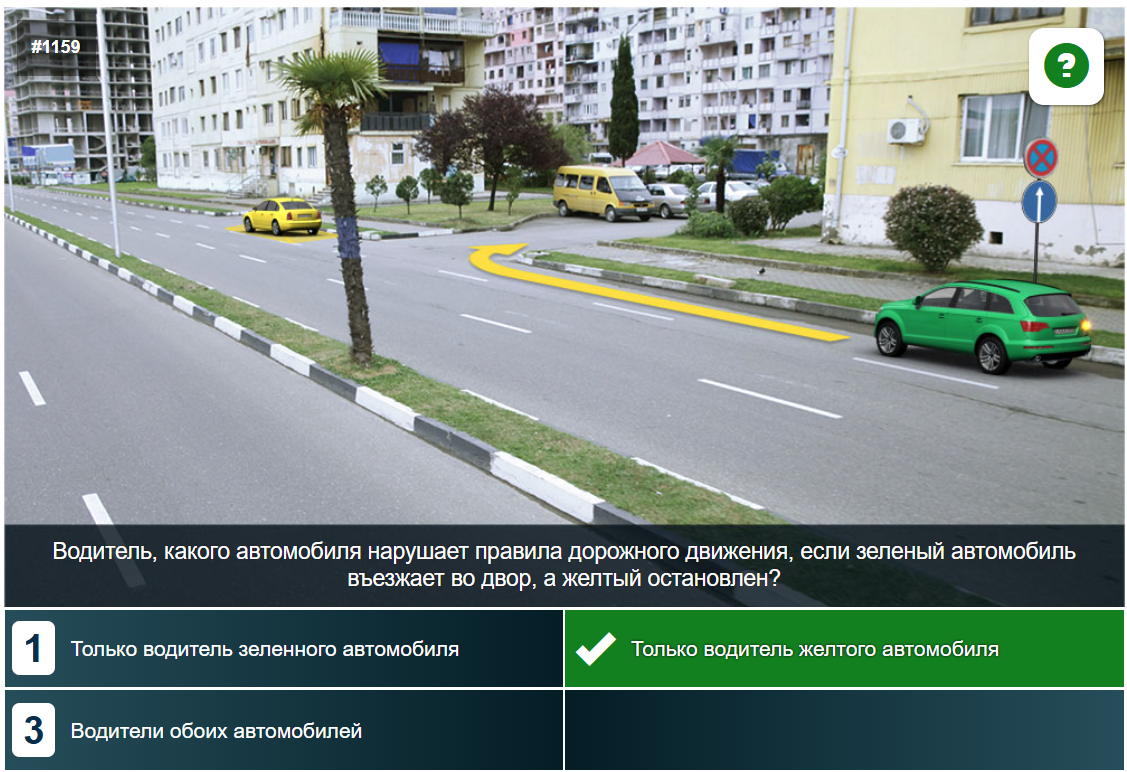 #1159
?
Водитель, какого автомобиля нарушает правила дорожного движения, если зеленый автомобиль
въезжает во двор, а желтый остановлен?
1 Только водитель зеленного автомобиля
Только водитель желтого автомобиля
3 Водители обоих автомобилей